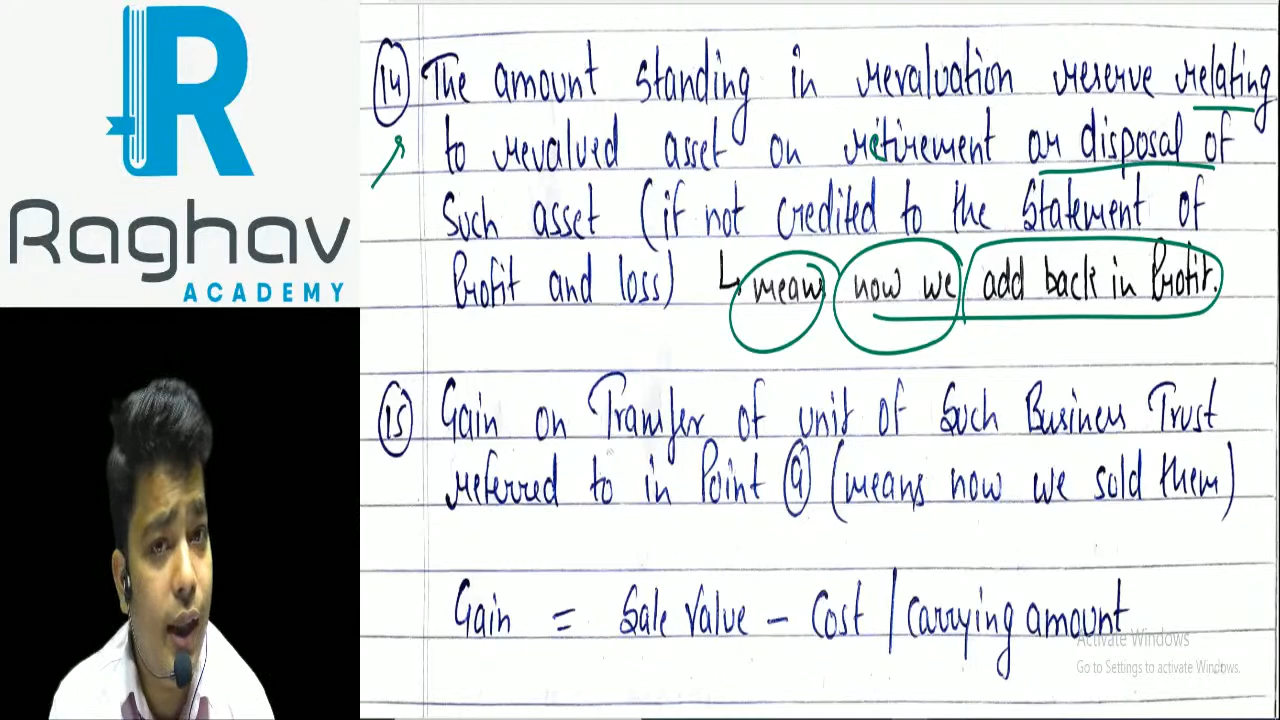 R
Raghav
ACADEMY
14 The amount standing in revaluation reserve relating
to revalued asset on retirement or disposal of
Such asset (if not credited to the Statement of
Profit and loss) ↳ means now we add back in Profit.
15 Gain on Transfer of unit of Such Business Trust
referred to in Point 9 (means now we sold them)
Gain = Sale Value - Cost / Carrying amount
Activate Windows
Go to Settings to activate Windows.